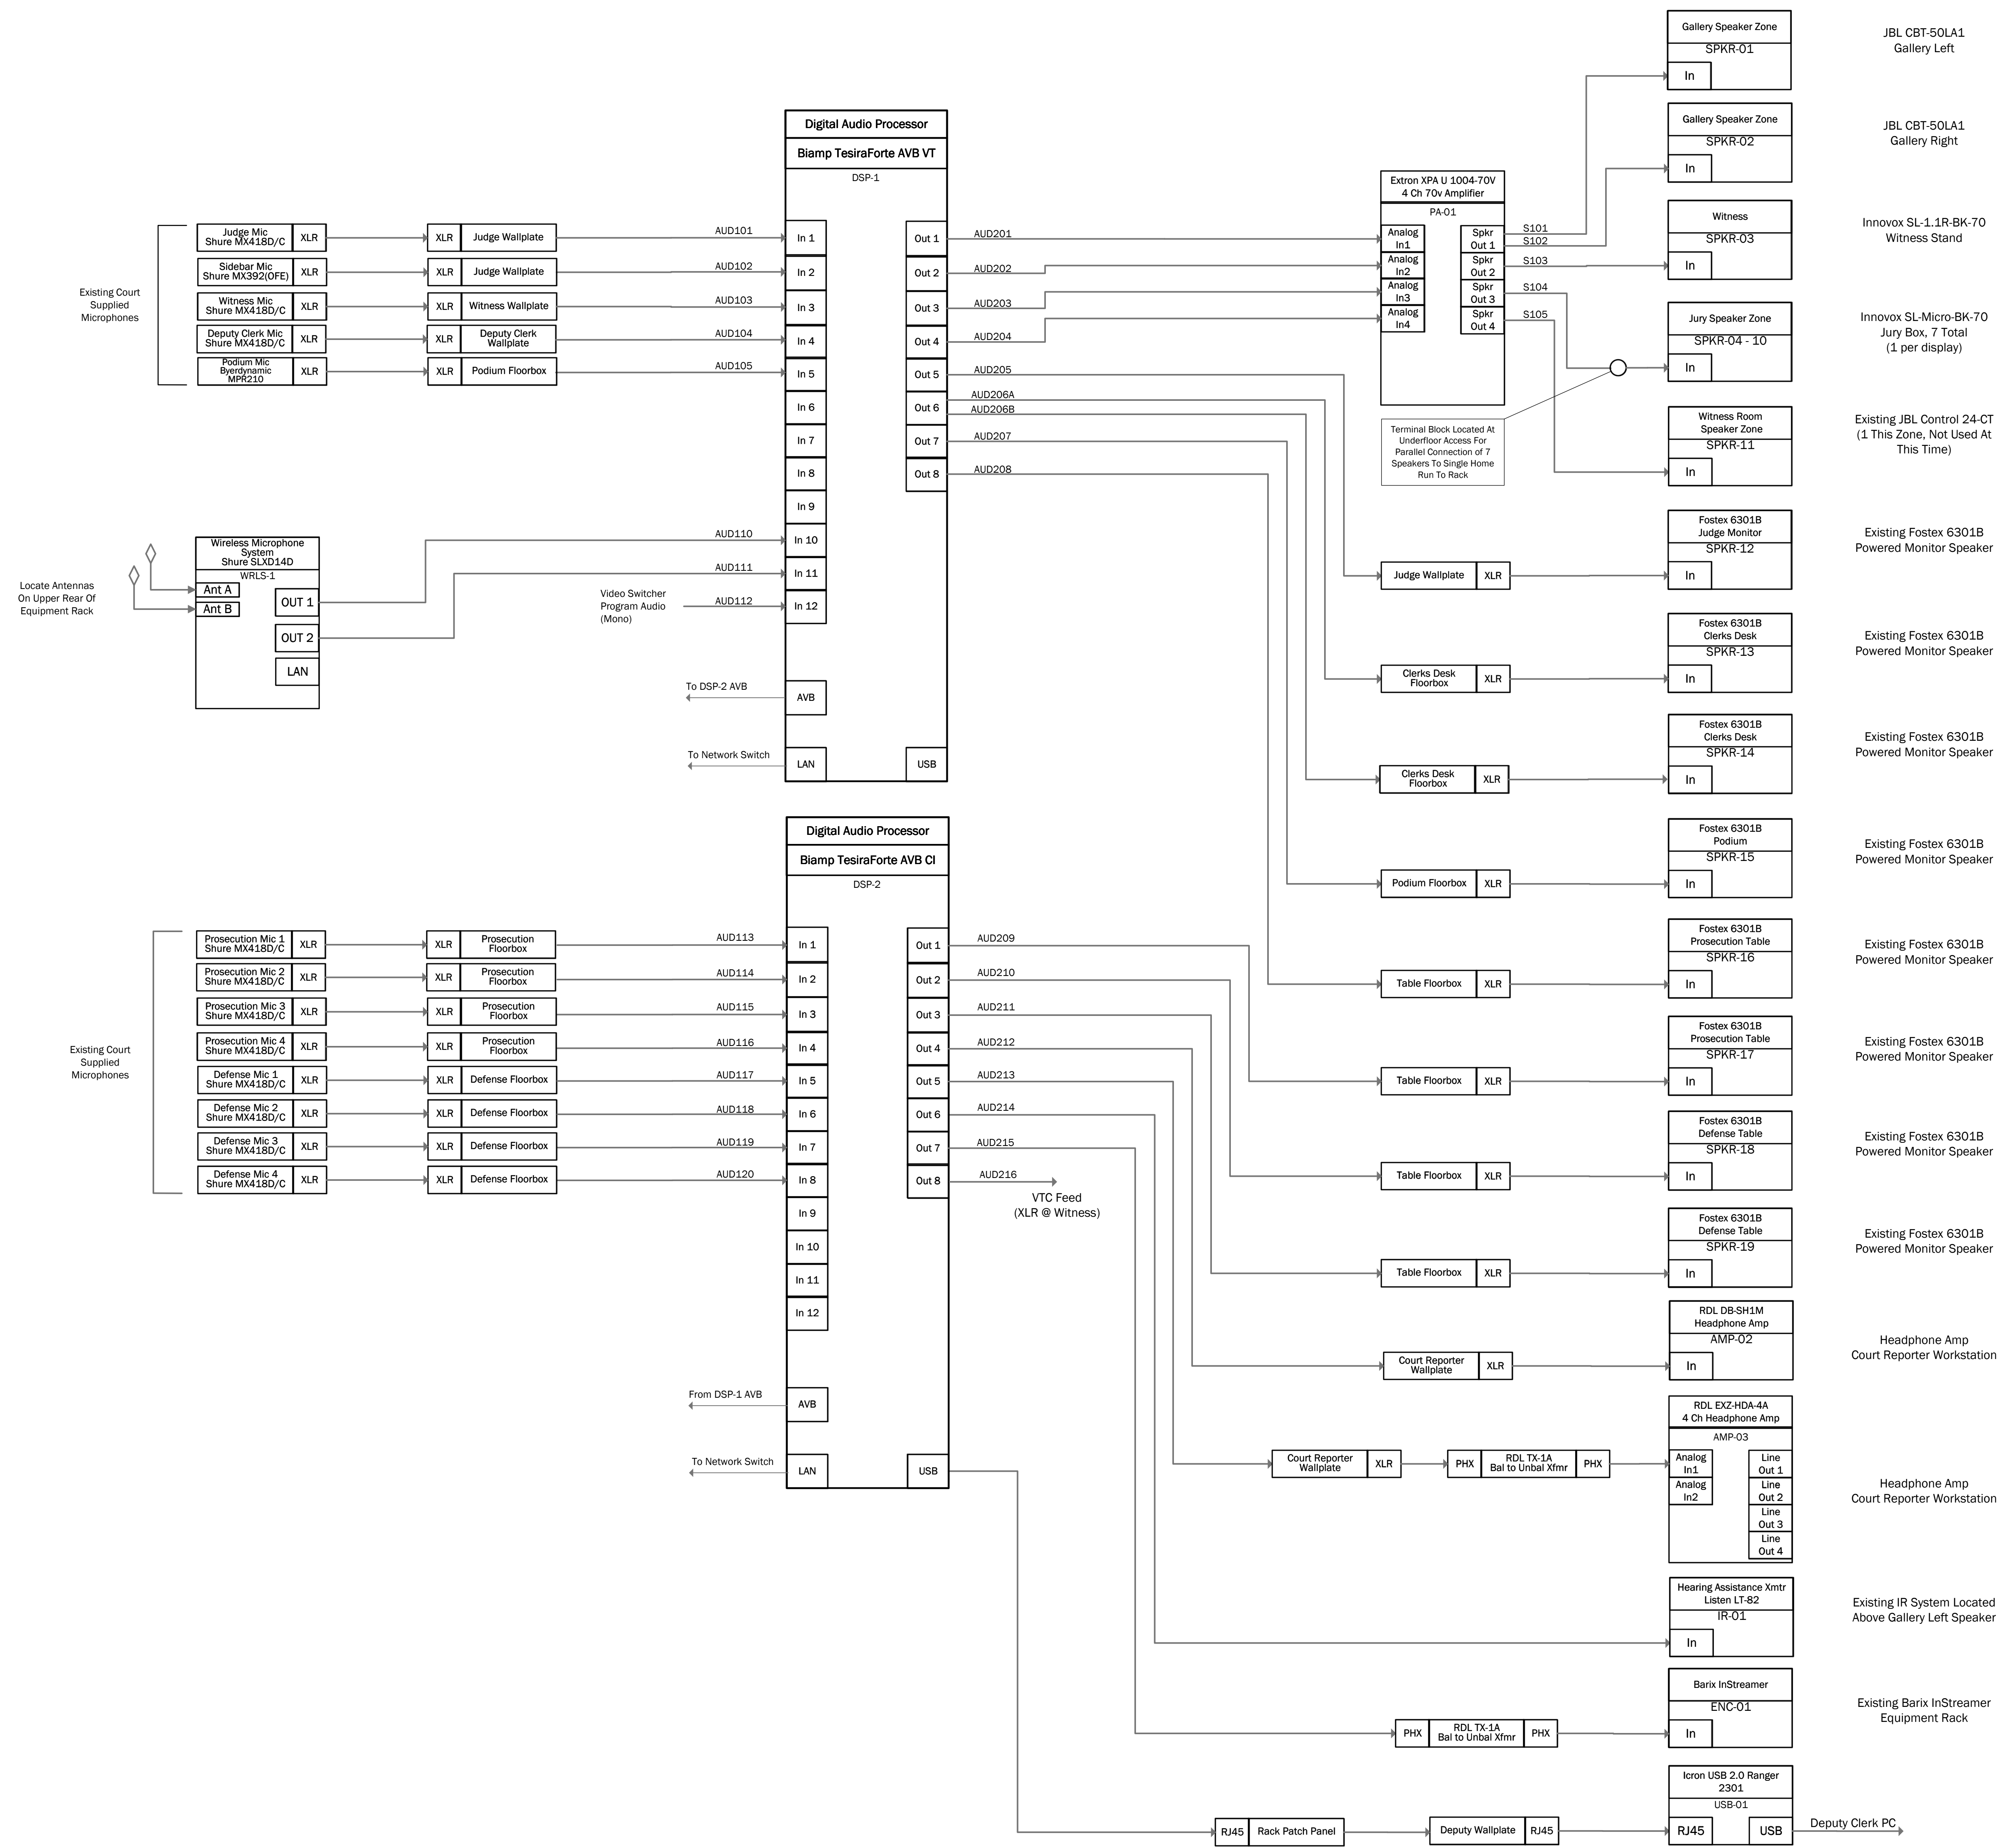 Gallery Speaker Zone
SPKR-01
In
JBL CBT-50LA1
Gallery Left
Gallery Speaker Zone
SPKR-02
In
JBL CBT-50LA1
Gallery Right
Witness
SPKR-03
In
Innovox SL-1.1R-BK-70
Witness Stand
Jury Speaker Zone
SPKR-04 - 10
In
Innovox SL-Micro-BK-70
Jury Box, 7 Total
(1 per display)
Witness Room
Speaker Zone
SPKR-11
In
Existing JBL Control 24-CT
(1 This Zone, Not Used At
This Time)
Extron XPA U 1004-70V
4 Ch 70v Amplifier
PA-01
Analog
In1
Analog
In2
Analog
In3
Analog
In4
Spkr
Out 1
Spkr
Out 2
Spkr
Out 3
Spkr
Out 4
S101
S102
S103
S104
S105
Terminal Block Located At
Underfloor Access For
Parallel Connection of 7
Speakers To Single Home
Run To Rack
Digital Audio Processor
Biamp TesiraForte AVB VT
DSP-1
In 1
In 2
In 3
In 4
In 5
In 6
In 7
In 8
In 9
In 10
In 11
In 12
AVB
LAN
Out 1
Out 2
Out 3
Out 4
Out 5
Out 6
Out 7
Out 8
USB
AUD201
AUD202
AUD203
AUD204
AUD205
AUD206A
AUD206B
AUD207
AUD208
Existing Court
Supplied
Microphones
Judge Mic
Shure MX418D/C
XLR
XLR
Judge Wallplate
AUD101
Sidebar Mic
Shure MX392(OFE)
XLR
XLR
Judge Wallplate
AUD102
Witness Mic
Shure MX418D/C
XLR
XLR
Witness Wallplate
AUD103
Deputy Clerk Mic
Shure MX418D/C
XLR
XLR
Deputy Clerk
Wallplate
AUD104
Podium Mic
Byerdynamic
MPR210
XLR
XLR
Podium Floorbox
AUD105
Locate Antennas
On Upper Rear Of
Equipment Rack
Wireless Microphone
System
Shure SLXD14D
WRLS-1
Ant A
Ant B
OUT 1
OUT 2
LAN
AUD110
AUD111
Video Switcher
Program Audio
(Mono)
AUD112
To DSP-2 AVB
To Network Switch
Judge Wallplate
XLR
Fostex 6301B
Judge Monitor
SPKR-12
In
Existing Fostex 6301B
Powered Monitor Speaker
Clerks Desk
Floorbox
XLR
Fostex 6301B
Clerks Desk
SPKR-13
In
Existing Fostex 6301B
Powered Monitor Speaker
Clerks Desk
Floorbox
XLR
Fostex 6301B
Clerks Desk
SPKR-14
In
Existing Fostex 6301B
Powered Monitor Speaker
Podium Floorbox
XLR
Fostex 6301B
Podium
SPKR-15
In
Existing Fostex 6301B
Powered Monitor Speaker
Table Floorbox
XLR
Fostex 6301B
Prosecution Table
SPKR-16
In
Existing Fostex 6301B
Powered Monitor Speaker
Table Floorbox
XLR
Fostex 6301B
Prosecution Table
SPKR-17
In
Existing Fostex 6301B
Powered Monitor Speaker
Table Floorbox
XLR
Fostex 6301B
Defense Table
SPKR-18
In
Existing Fostex 6301B
Powered Monitor Speaker
Table Floorbox
XLR
Fostex 6301B
Defense Table
SPKR-19
In
Existing Fostex 6301B
Powered Monitor Speaker
Digital Audio Processor
Biamp TesiraForte AVB CI
DSP-2
In 1
In 2
In 3
In 4
In 5
In 6
In 7
In 8
In 9
In 10
In 11
In 12
AVB
LAN
Out 1
Out 2
Out 3
Out 4
Out 5
Out 6
Out 7
Out 8
USB
AUD209
AUD210
AUD211
AUD212
AUD213
AUD214
AUD215
AUD216
VTC Feed
(XLR @ Witness)
Existing Court
Supplied
Microphones
Prosecution Mic 1
Shure MX418D/C
XLR
XLR
Prosecution
Floorbox
AUD113
Prosecution Mic 2
Shure MX418D/C
XLR
XLR
Prosecution
Floorbox
AUD114
Prosecution Mic 3
Shure MX418D/C
XLR
XLR
Prosecution
Floorbox
AUD115
Prosecution Mic 4
Shure MX418D/C
XLR
XLR
Prosecution
Floorbox
AUD116
Defense Mic 1
Shure MX418D/C
XLR
XLR
Defense Floorbox
AUD117
Defense Mic 2
Shure MX418D/C
XLR
XLR
Defense Floorbox
AUD118
Defense Mic 3
Shure MX418D/C
XLR
XLR
Defense Floorbox
AUD119
Defense Mic 4
Shure MX418D/C
XLR
XLR
Defense Floorbox
AUD120
From DSP-1 AVB
To Network Switch
Court Reporter
Wallplate
XLR
RDL DB-SH1M
Headphone Amp
AMP-02
In
Headphone Amp
Court Reporter Workstation
Court Reporter
Wallplate
XLR
PHX
RDL TX-1A
Bal to Unbal Xfmr
PHX
RDL EXZ-HDA-4A
4 Ch Headphone Amp
AMP-03
Analog
In1
Analog
In2
Line
Out 1
Line
Out 2
Line
Out 3
Line
Out 4
Headphone Amp
Court Reporter Workstation
Hearing Assistance Xmtr
Listen LT-82
IR-01
In
Existing IR System Located
Above Gallery Left Speaker
PHX
RDL TX-1A
Bal to Unbal Xfmr
PHX
Barix InStreamer
ENC-01
In
Existing Barix InStreamer
Equipment Rack
RJ45
Rack Patch Panel
Deputy Wallplate
RJ45
Icron USB 2.0 Ranger
2301
USB-01
RJ45
USB
Deputy Clerk PC